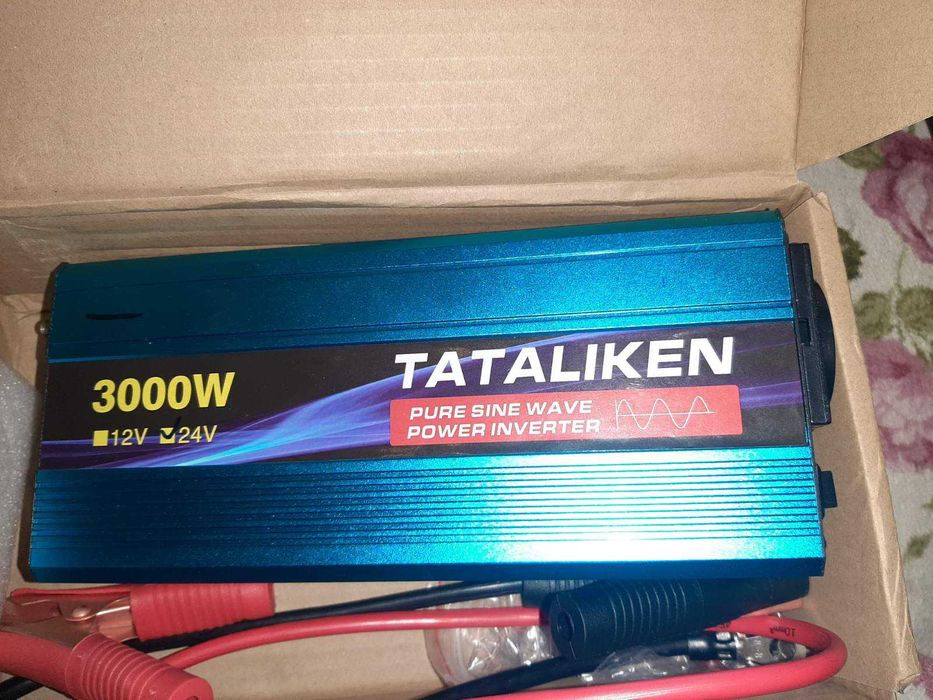 TATALIKEN
3000W
PURE SINE WAVE
POWER INVERTER
12V 24V